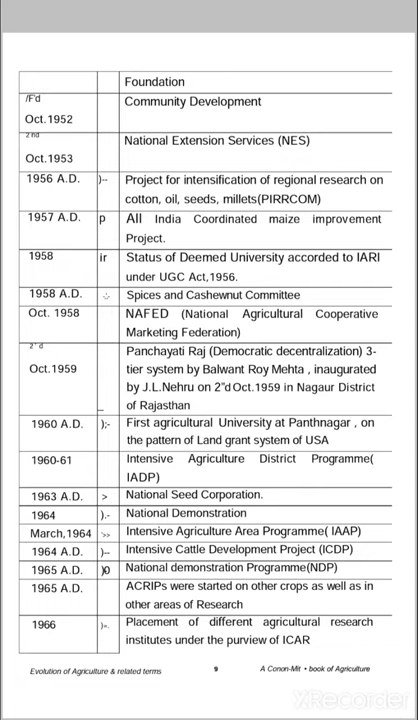 Foundation
/F'd
Oct.1952 Community Development
2nd
Oct.1953 National Extension Services (NES)
1956 A.D. )-- Project for intensification of regional research on
cotton, oil, seeds, millets(PIRRCOM)
1957 A.D. p All India Coordinated maize improvement
Project.
1958 ir Status of Deemed University accorded to IARI
under UGC Act,1956.
1958 A.D. .:. Spices and Cashewnut Committee
Oct. 1958 NAFED (National Agricultural Cooperative
Marketing Federation)
2" d
Oct.1959 Panchayati Raj (Democratic decentralization) 3-
tier system by Balwant Roy Mehta , inaugurated
by J.L.Nehru on 2"d Oct.1959 in Nagaur District
_ of Rajasthan
1960 A.D. );- First agricultural University at Panthnagar , on
the pattern of Land grant system of USA
1960-61 Intensive Agriculture District Programme(
IADP)
1963 A.D. > National Seed Corporation.
1964 ).- National Demonstration
March,1964 '>> Intensive Agriculture Area Programme( IAAP)
1964 A.D. )-- Intensive Cattle Development Project (ICDP)
1965 A.D. )0 National demonstration Programme(NDP)
1965 A.D. ACRIPs were started on other crops as well as in
other areas of Research
1966 )-. Placement of different agricultural research
institutes under the purview of ICAR
Evolution of Agriculture & related terms 9 A Conon-Mit • book of Agriculture
XRecorder